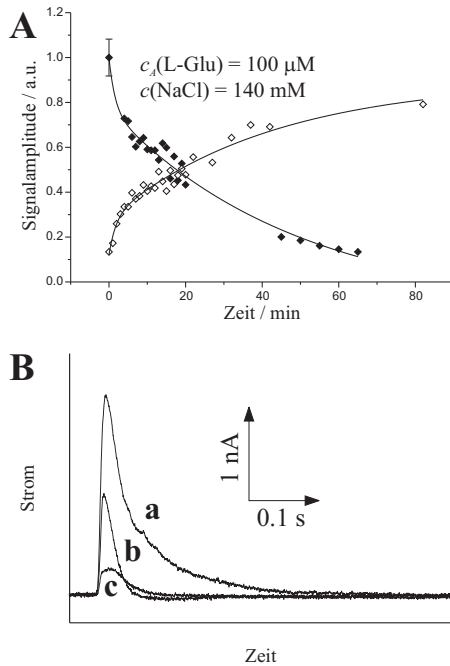 A
c_A(L-Glu) = 100 µM
c(NaCl) = 140 mM
Signalamplitude / a.u.
1.2
1.0
0.8
0.6
0.4
0.2
0.0
0 20 40 60 80
Zeit / min
B
Strom
a
b
c
1 nA
0.1 s
Zeit